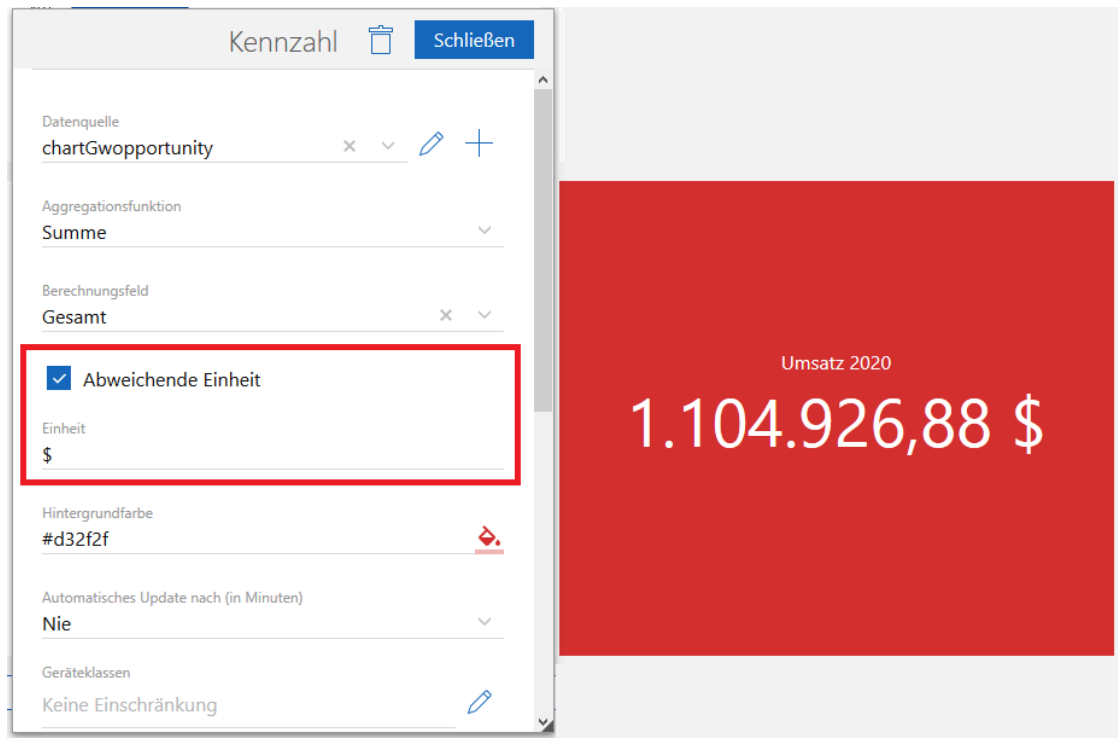 Kennzahl
Schließen
Datenquelle
chartGwopportunity
Aggregationsfunktion
Summe
Berechnungsfeld
Gesamt
Abweichende Einheit
Einheit
$
Hintergrundfarbe
#d32f2f
Automatisches Update nach (in Minuten)
Nie
Geräteklassen
Keine Einschränkung
Umsatz 2020
1.104.926,88 $